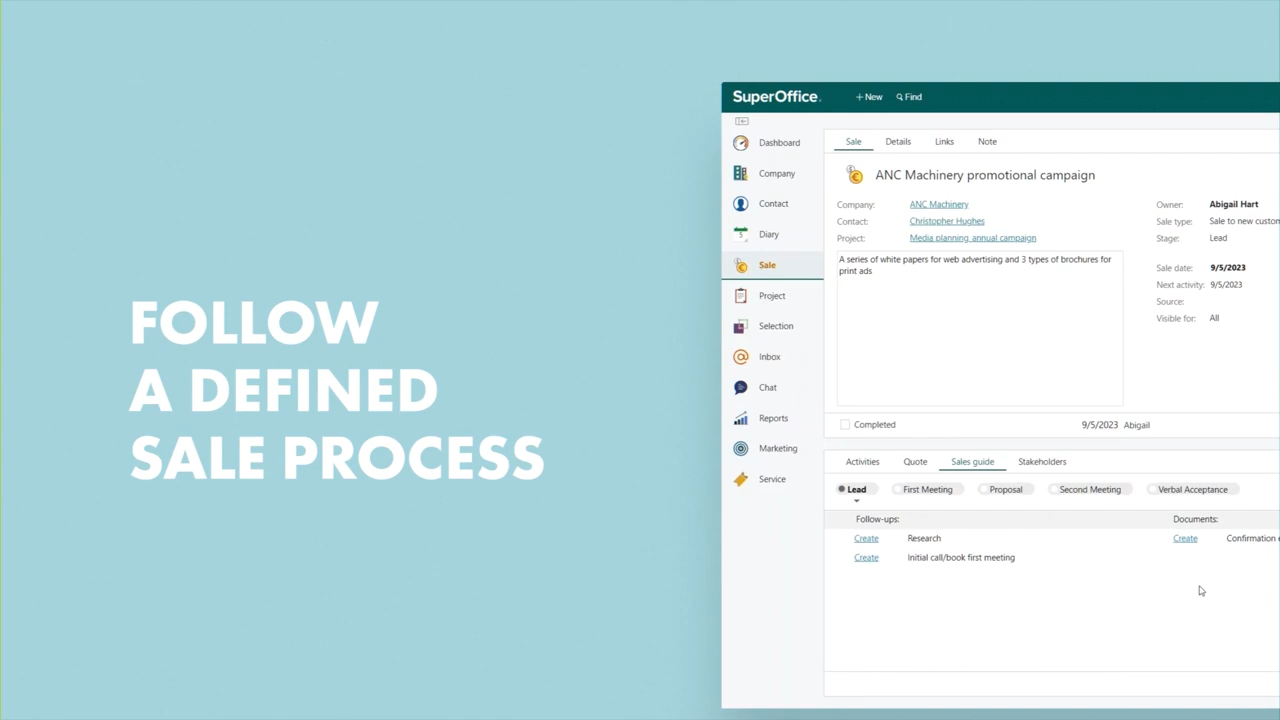 FOLLOW
A DEFINED
SALE PROCESS
SuperOffice.
+ New
Find
Dashboard
Company
Contact
Diary
Sale
Project
Selection
Inbox
Chat
Reports
Marketing
Service
Sale
Details
Links
Note
ANC Machinery promotional campaign
Company: ANC Machinery
Contact: Christopher Hughes
Project: Media planning, annual campaign
A series of white papers for web advertising and 3 types of brochures for
print ads
Owner: Abigail Hart
Sale type: Sale to new custom
Stage: Lead
Sale date: 9/5/2023
Next activity: 9/5/2023
Source:
Visible for: All
Completed
9/5/2023 Abigail
Activities
Quote
Sales guide
Stakeholders
Lead
First Meeting
Proposal
Second Meeting
Verbal Acceptance
Follow-ups:
Documents:
Create Research
Create Confirmation
Create Initial call/book first meeting